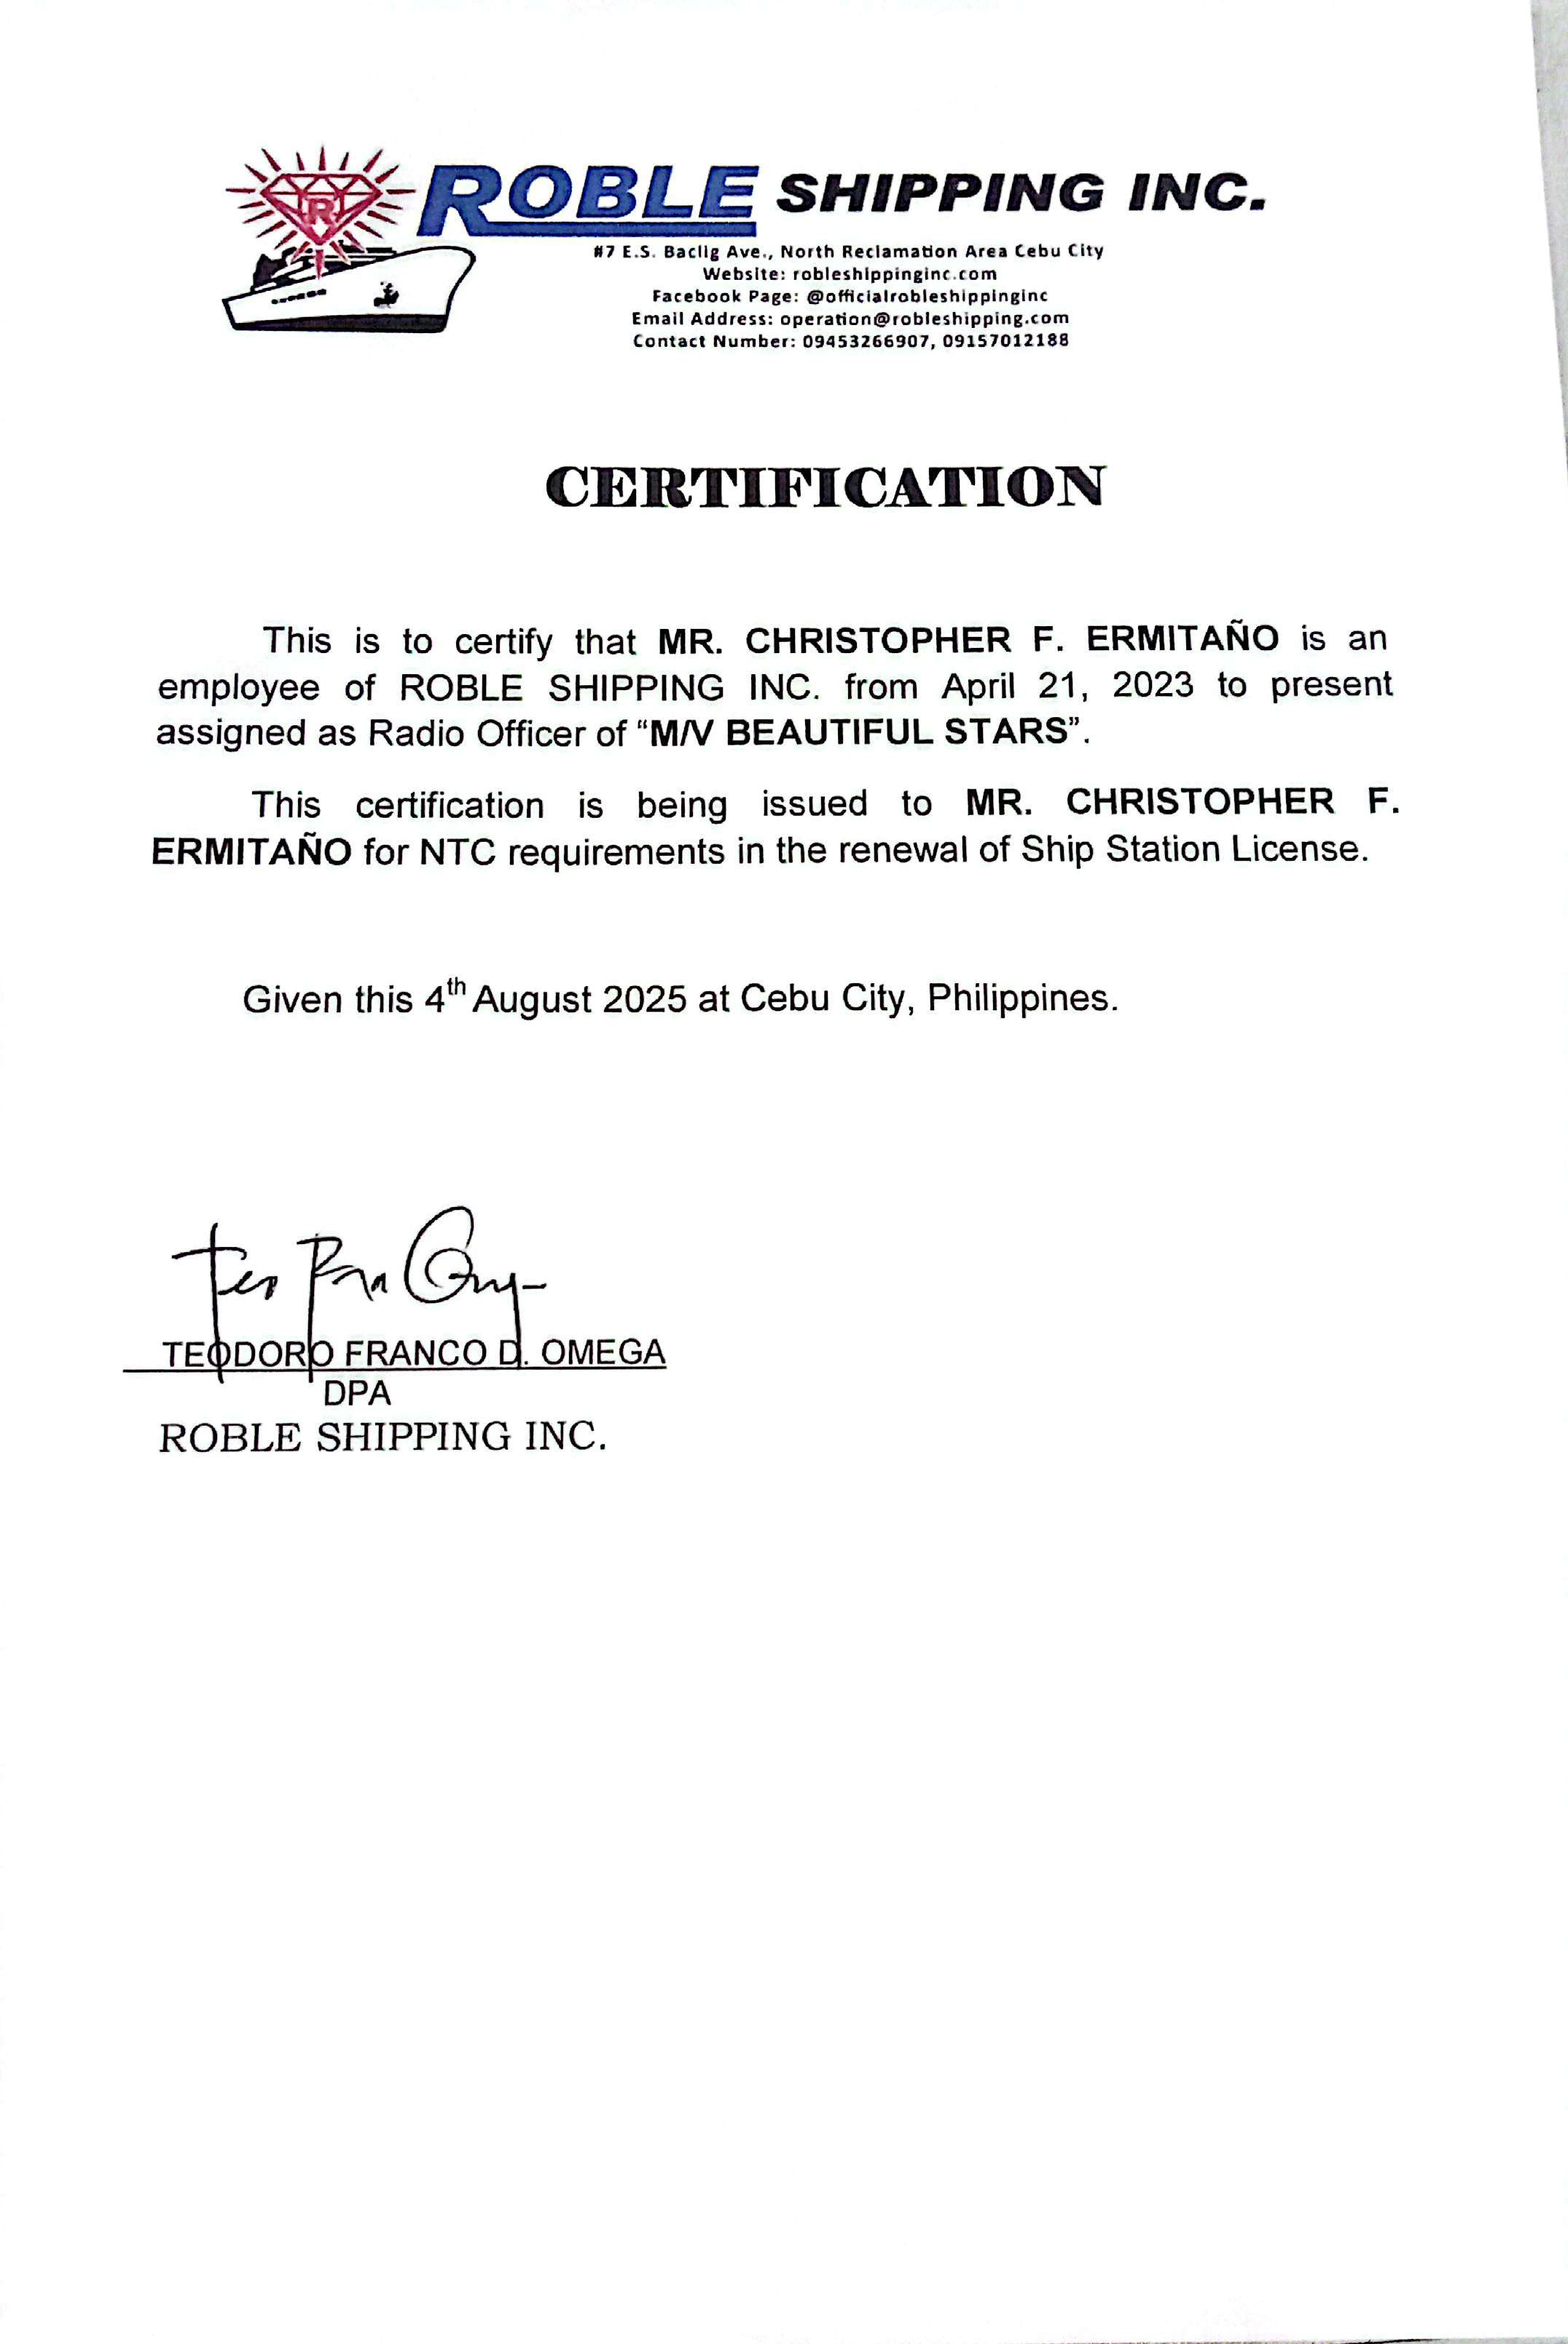 ROBLE SHIPPING INC.
#7 E.S. Baclig Ave., North Reclamation Area Cebu City
Website: robleshippinginc.com
Facebook Page: @officialrobleshippinginc
Email Address: operation@robleshipping.com
Contact Number: 09453266907, 09157012188
CERTIFICATION
This is to certify that MR. CHRISTOPHER F. ERMITAÑO is an
employee of ROBLE SHIPPING INC. from April 21, 2023 to present
assigned as Radio Officer of “M/V BEAUTIFUL STARS”.
This certification is being issued to MR. CHRISTOPHER F.
ERMITAÑO for NTC requirements in the renewal of Ship Station License.
Given this 4th August 2025 at Cebu City, Philippines.
TEODORO FRANCO D. OMEGA
DPA
ROBLE SHIPPING INC.